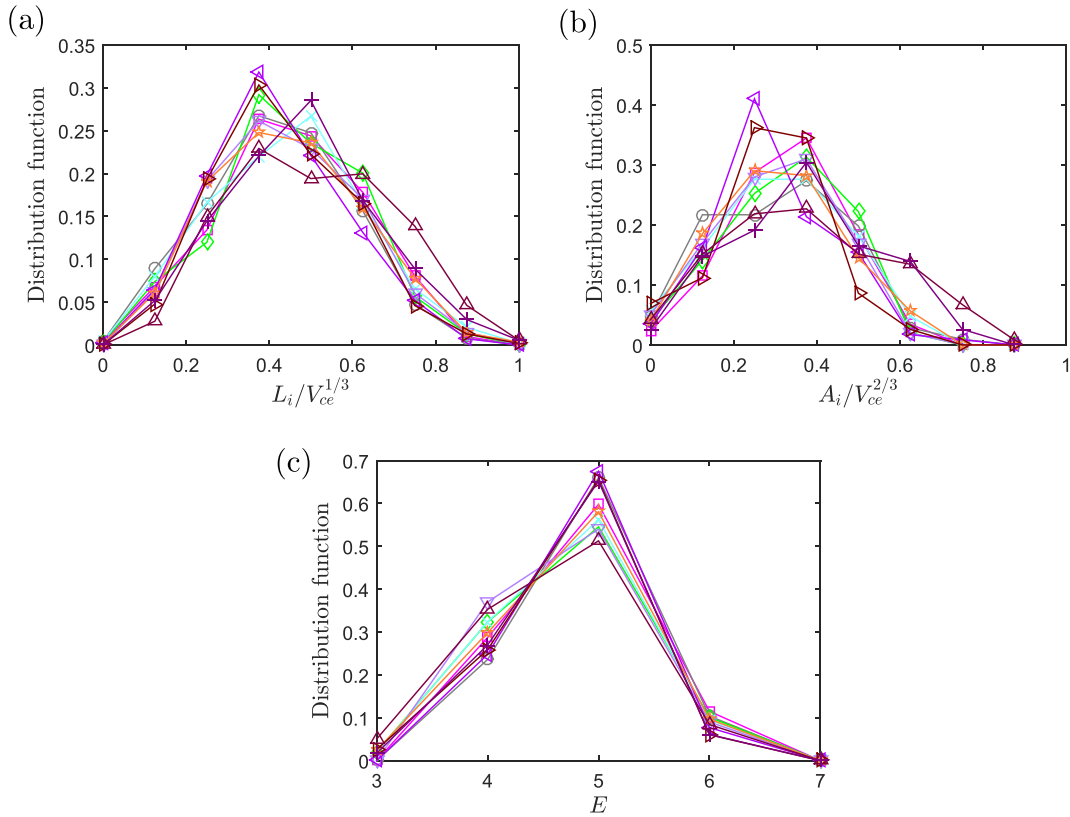 (a)
0.35
0.3
0.25
0.2
0.15
0.1
0.05
0
Distribution function
0 0.2 0.4 0.6 0.8 1
L_i/V_{ce}^{1/3}
(b)
0.5
0.4
0.3
0.2
0.1
0
Distribution function
0 0.2 0.4 0.6 0.8 1
A_i/V_{ce}^{2/3}
(c)
0.7
0.6
0.5
0.4
0.3
0.2
0.1
0
Distribution function
3 4 5 6 7
E